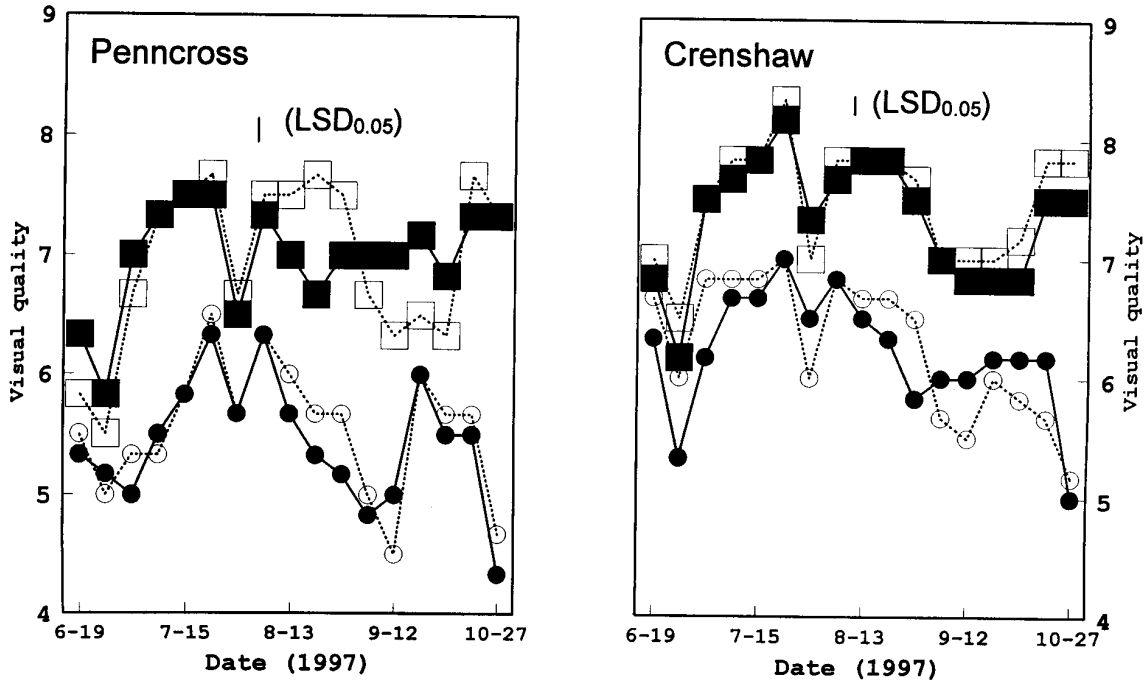 Penncross
(LSD0.05)
9
8
7
6
5
4
Visual quality
6-19
7-15
8-13
9-12
10-27
Date (1997)
Crenshaw
(LSD0.05)
9
8
7
6
5
4
Visual quality
6-19
7-15
8-13
9-12
10-27
Date (1997)